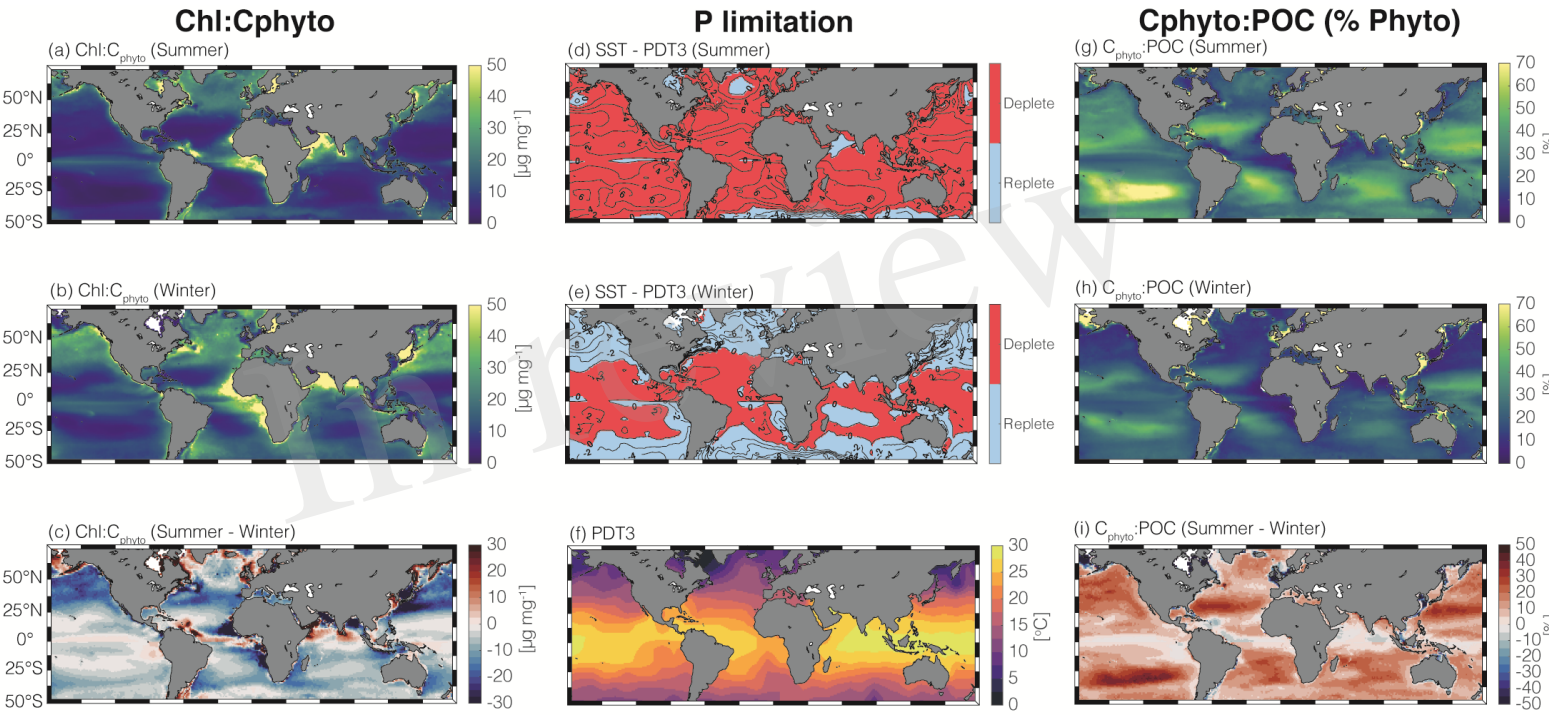 Chl:Cphyto
P limitation
Cphyto:POC (% Phyto)
(a) Chl:Cphyto (Summer)
50°N
25°N
0°
25°S
50°S
50
40
30
20
10
0
[µg mg-1]
(d) SST - PDT3 (Summer)
Deplete
Replete
(g) Cphyto:POC (Summer)
70
60
50
40
30
20
10
0
[%]
(b) Chl:Cphyto (Winter)
50°N
25°N
0°
25°S
50°S
50
40
30
20
10
0
[µg mg-1]
(e) SST - PDT3 (Winter)
Deplete
Replete
(h) Cphyto:POC (Winter)
70
60
50
40
30
20
10
0
[%]
(c) Chl:Cphyto (Summer - Winter)
50°N
25°N
0°
25°S
50°S
30
20
10
0
-10
-20
-30
[µg mg-1]
(f) PDT3
30
25
20
15
10
5
0
[°C]
(i) Cphyto:POC (Summer - Winter)
50
40
30
20
10
0
-10
-20
-30
-40
-50
[%]
In review